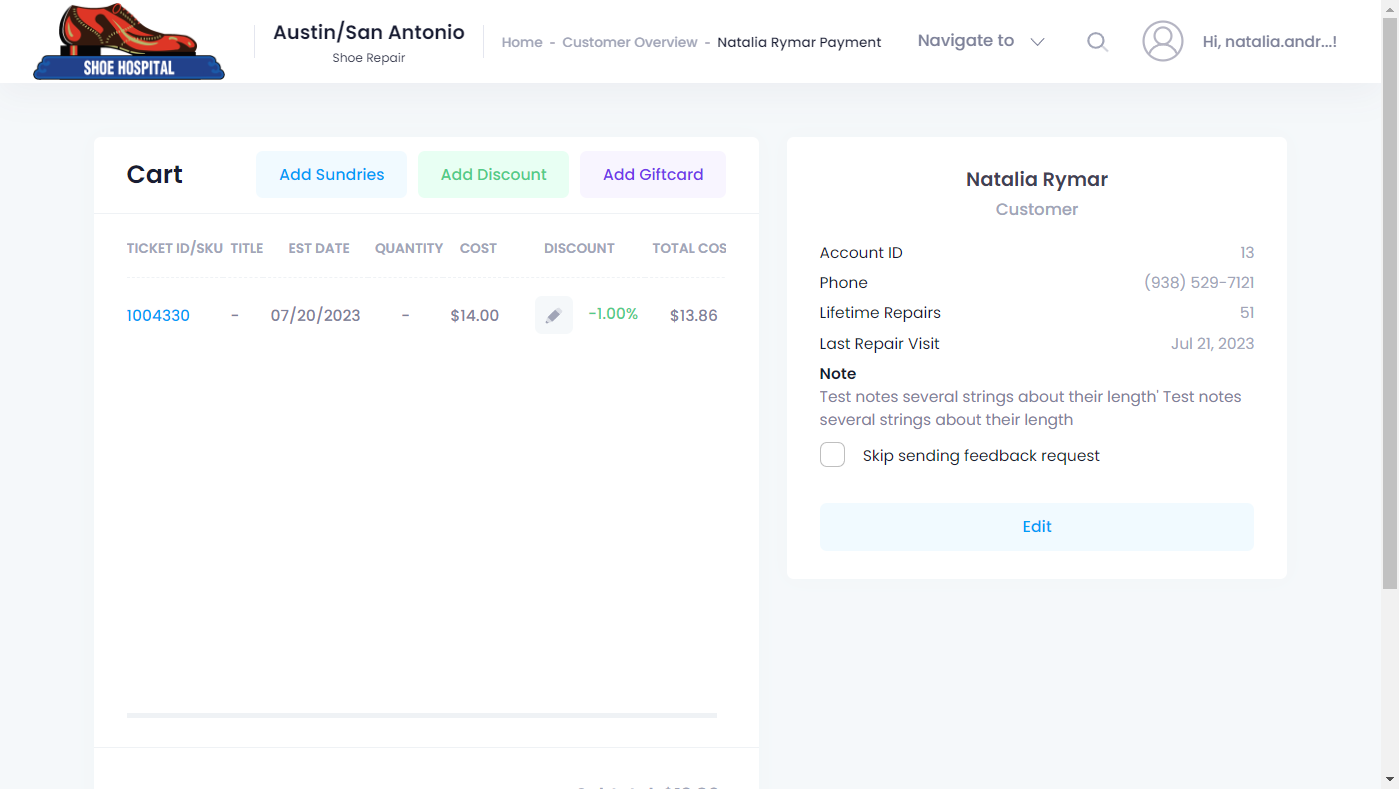 SHOE HOSPITAL
Austin/San Antonio
Shoe Repair
Home - Customer Overview - Natalia Rymar Payment
Navigate to
Hi, natalia.andr...!
Cart
Add Sundries
Add Discount
Add Giftcard
TICKET ID/SKU TITLE EST DATE QUANTITY COST DISCOUNT TOTAL COS
1004330 - 07/20/2023 - $14.00 -1.00% $13.86
Natalia Rymar
Customer
Account ID 13
Phone (938) 529-7121
Lifetime Repairs 51
Last Repair Visit Jul 21, 2023
Note
Test notes several strings about their length' Test notes
several strings about their length
Skip sending feedback request
Edit